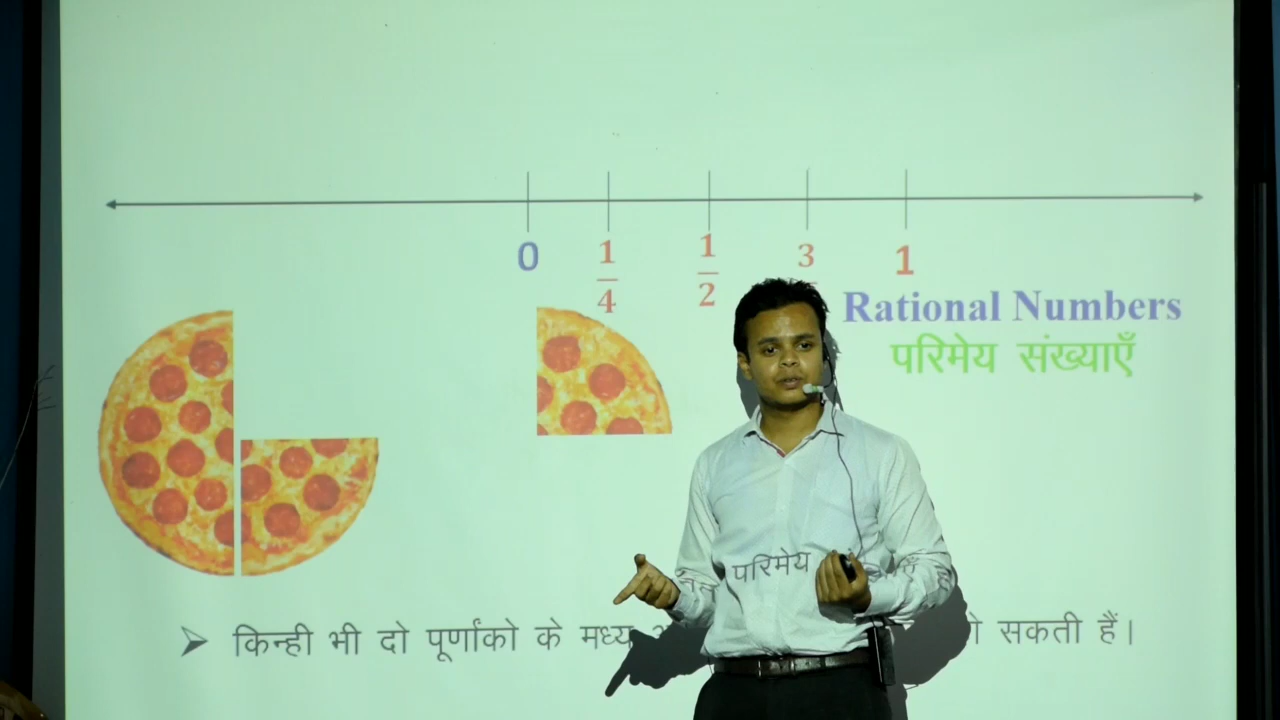 0 1/4 1/2 3 1
Rational Numbers
परिमेय संख्याएँ
किन्ही भी दो पूर्णांको के मध्य परिमेय सकती हैं।